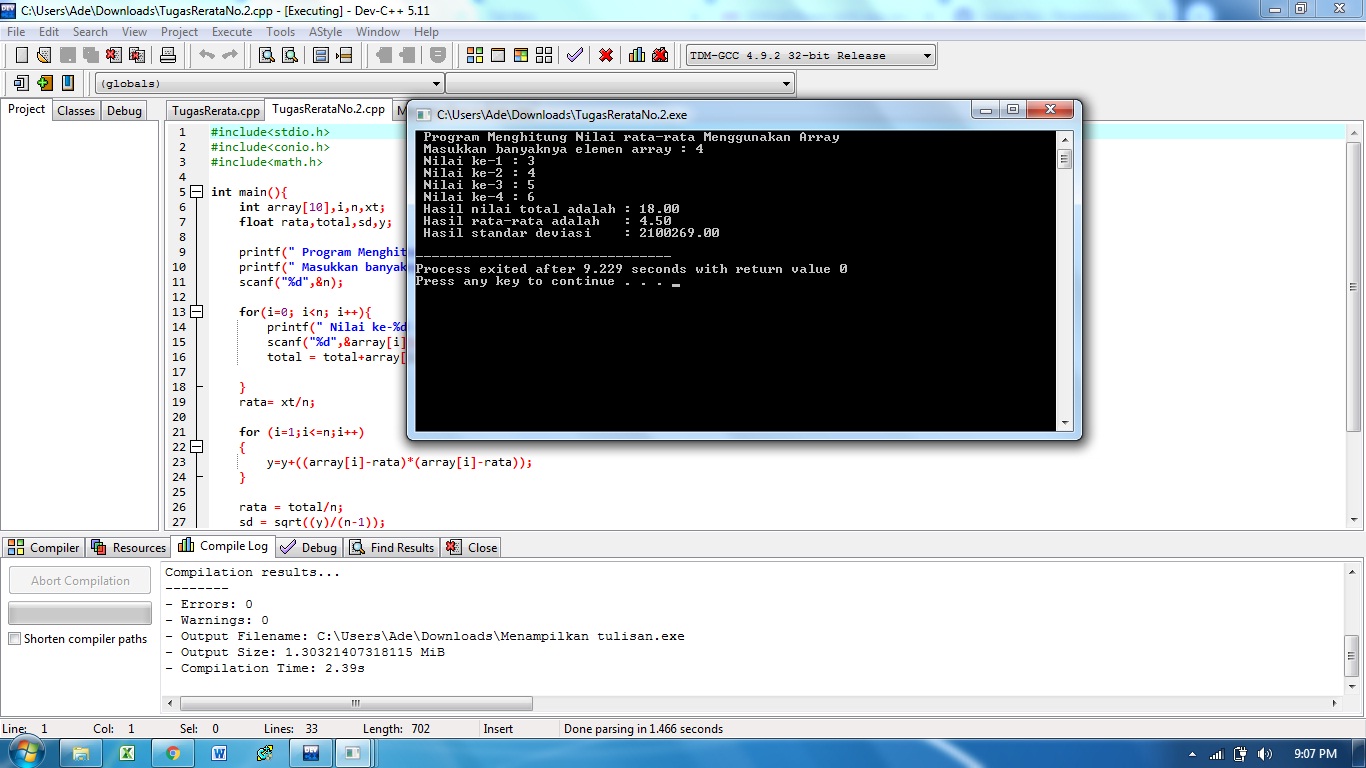 C:\Users\Ade\Downloads\TugasRerataNo.2.cpp - [Executing] - Dev-C++ 5.11
File Edit Search View Project Execute Tools AStyle Window Help
TDM-GCC 4.9.2 32-bit Release
(globals)
Project Classes Debug TugasRerata.cpp TugasRerataNo.2.cpp
C:\Users\Ade\Downloads\TugasRerataNo.2.exe
Program Menghitung Nilai rata-rata Menggunakan Array
Masukkan banyaknya elemen array : 4
Nilai ke-1 : 3
Nilai ke-2 : 4
Nilai ke-3 : 5
Nilai ke-4 : 6
Hasil nilai total adalah : 18.00
Hasil rata-rata adalah   : 4.50
Hasil standar deviasi    : 2100269.00
--------------------------------
Process exited after 9.229 seconds with return value 0
Press any key to continue . . . _
1 #include<stdio.h>
2 #include<conio.h>
3 #include<math.h>
4
5 int main(){
6 int array[10],i,n,xt;
7 float rata,total,sd,y;
8
9 printf(" Program Menghit
10 printf(" Masukkan banyak
11 scanf("%d",&n);
12
13 for(i=0; i<n; i++){
14 printf(" Nilai ke-%d
15 scanf("%d",&array[i]
16 total = total+array[
17
18 }
19 rata= xt/n;
20
21 for (i=1;i<=n;i++)
22 {
23 y=y+((array[i]-rata)*(array[i]-rata));
24 }
25
26 rata = total/n;
27 sd = sqrt((y)/(n-1));
Compiler Resources Compile Log Debug Find Results Close
Abort Compilation
Shorten compiler paths
Compilation results...
--------
- Errors: 0
- Warnings: 0
- Output Filename: C:\Users\Ade\Downloads\Menampilkan tulisan.exe
- Output Size: 1.30321407318115 MiB
- Compilation Time: 2.39s
Line: 1 Col: 1 Sel: 0 Lines: 33 Length: 702 Insert Done parsing in 1.466 seconds
9:07 PM